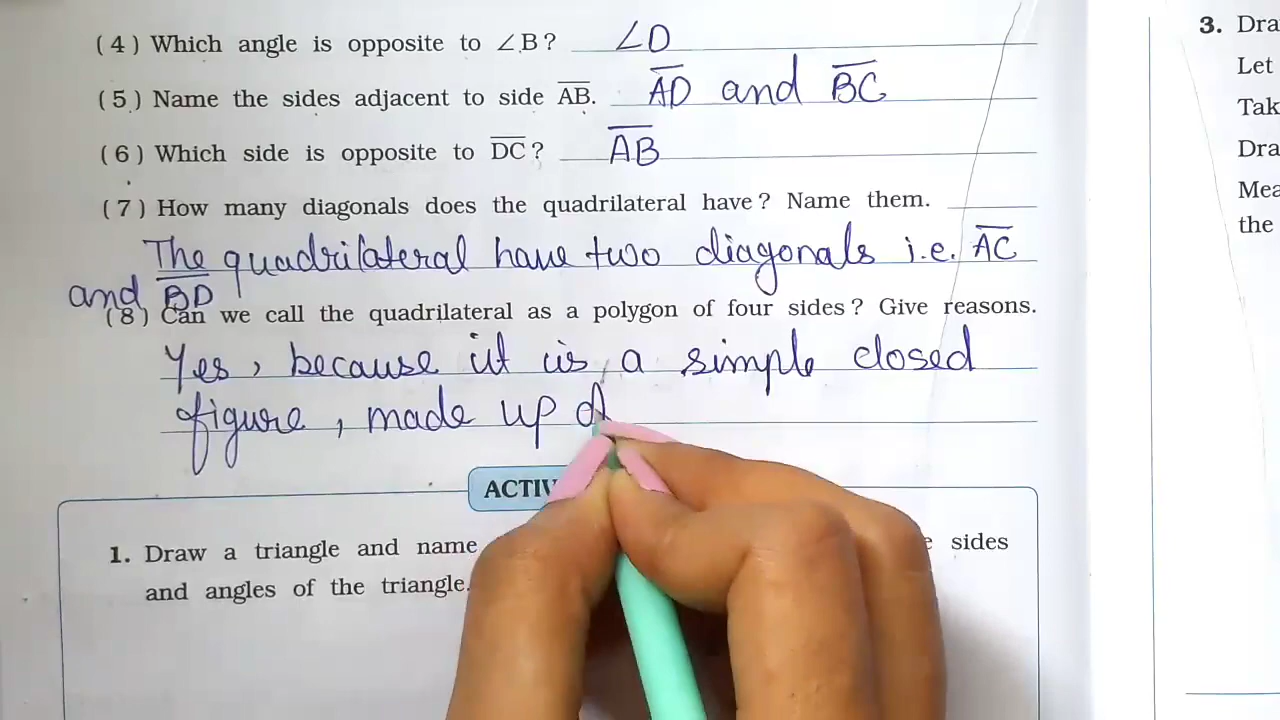 (4) Which angle is opposite to ∠B? ∠D
(5) Name the sides adjacent to side AB. AD and BC
(6) Which side is opposite to DC? AB
(7) How many diagonals does the quadrilateral have? Name them.
The quadrilateral have two diagonals i.e. AC
and BD
(8) Can we call the quadrilateral as a polygon of four sides? Give reasons.
Yes, because it is a simple closed
figure, made up of
1. Draw a triangle and name
sides
and angles of the triangle.
3. Dra
Let
Tak
Dra
Mea
the